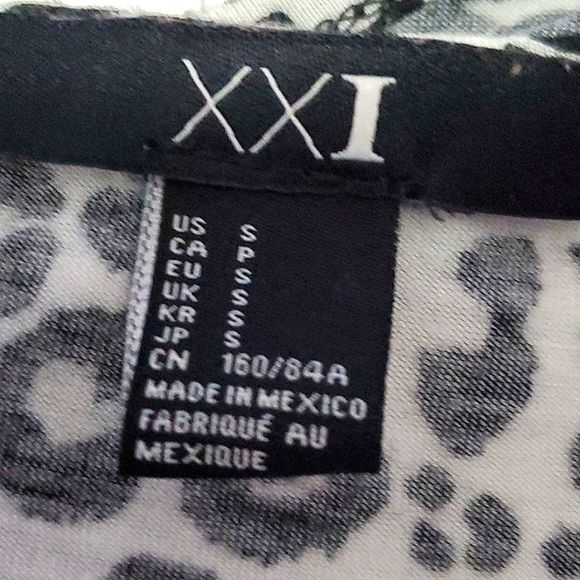 XXI
US S
CA P
EU S
UK S
KR S
JP S
CN 160/84A
MADE IN MEXICO
FABRIQUÉ AU
MEXIQUE